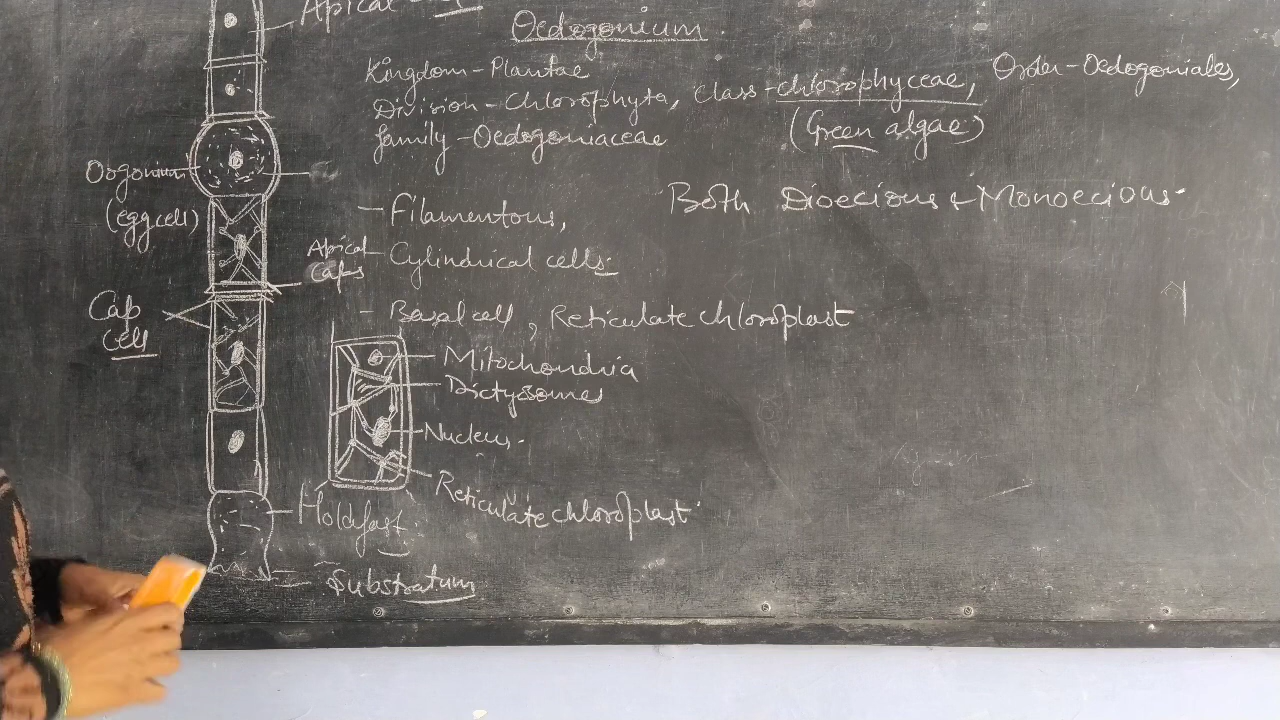 Apical
Oedogonium.
Kingdom - Plantae
Division - Chlorophyta, Class - chlorophyceae, Order - Oedogoniales,
family - Oedogoniaceae
(Green algae)
Oogonium
(egg cell)
Both Dioecious & Monoecious.
- Filamentous,
Apical
Caps
- Cylindrical cells.
Cap
Cell
- Basal cell, Reticulate chloroplast
Mitochondria
Dictyosomes
Nucleus.
Reticulate chloroplast.
Holdfast.
Substratum